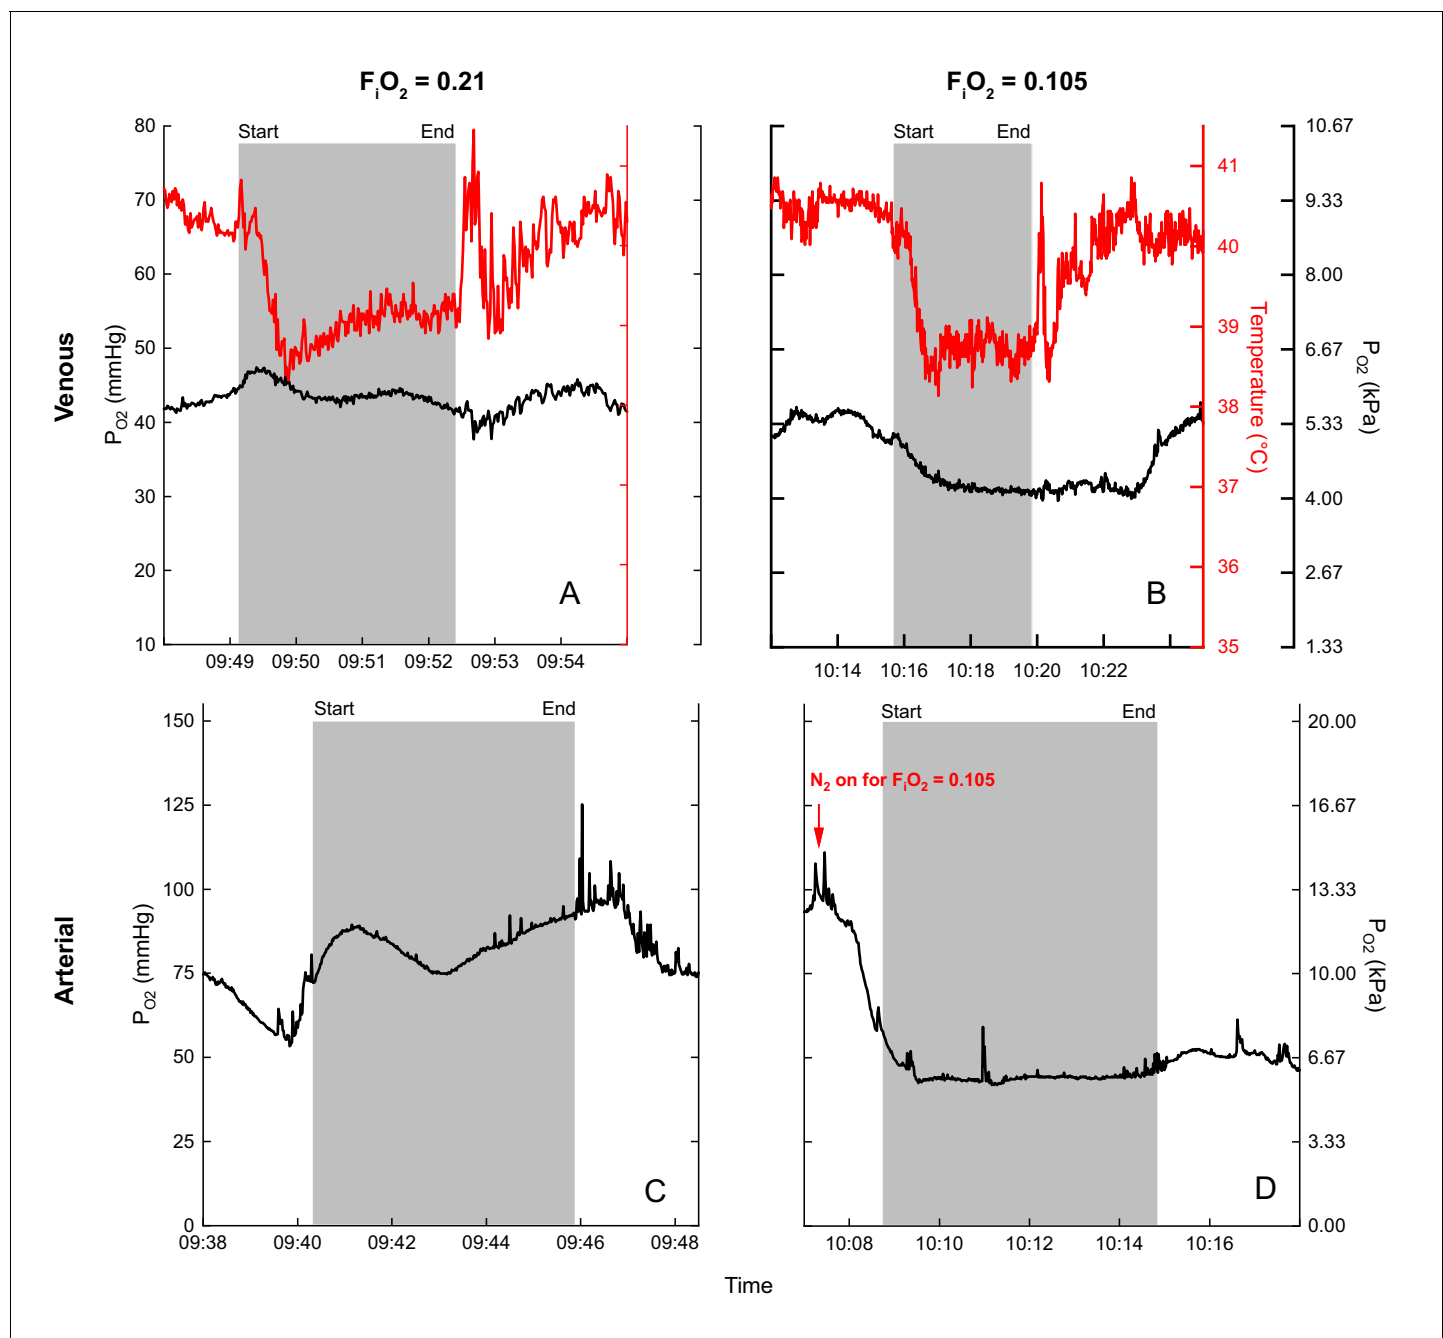 FiO2 = 0.21
FiO2 = 0.105
Venous
PO2 (mmHg)
80
70
60
50
40
30
20
10
Start
End
A
09:49
09:50
09:51
09:52
09:53
09:54
Start
End
B
10:14
10:16
10:18
10:20
10:22
41
40
39
38
37
36
35
Temperature (°C)
10.67
9.33
8.00
6.67
5.33
4.00
2.67
1.33
PO2 (kPa)
Arterial
PO2 (mmHg)
150
125
100
75
50
25
0
Start
End
C
09:38
09:40
09:42
09:44
09:46
09:48
Start
End
N2 on for FiO2 = 0.105
D
10:08
10:10
10:12
10:14
10:16
20.00
16.67
13.33
10.00
6.67
3.33
0.00
PO2 (kPa)
Time